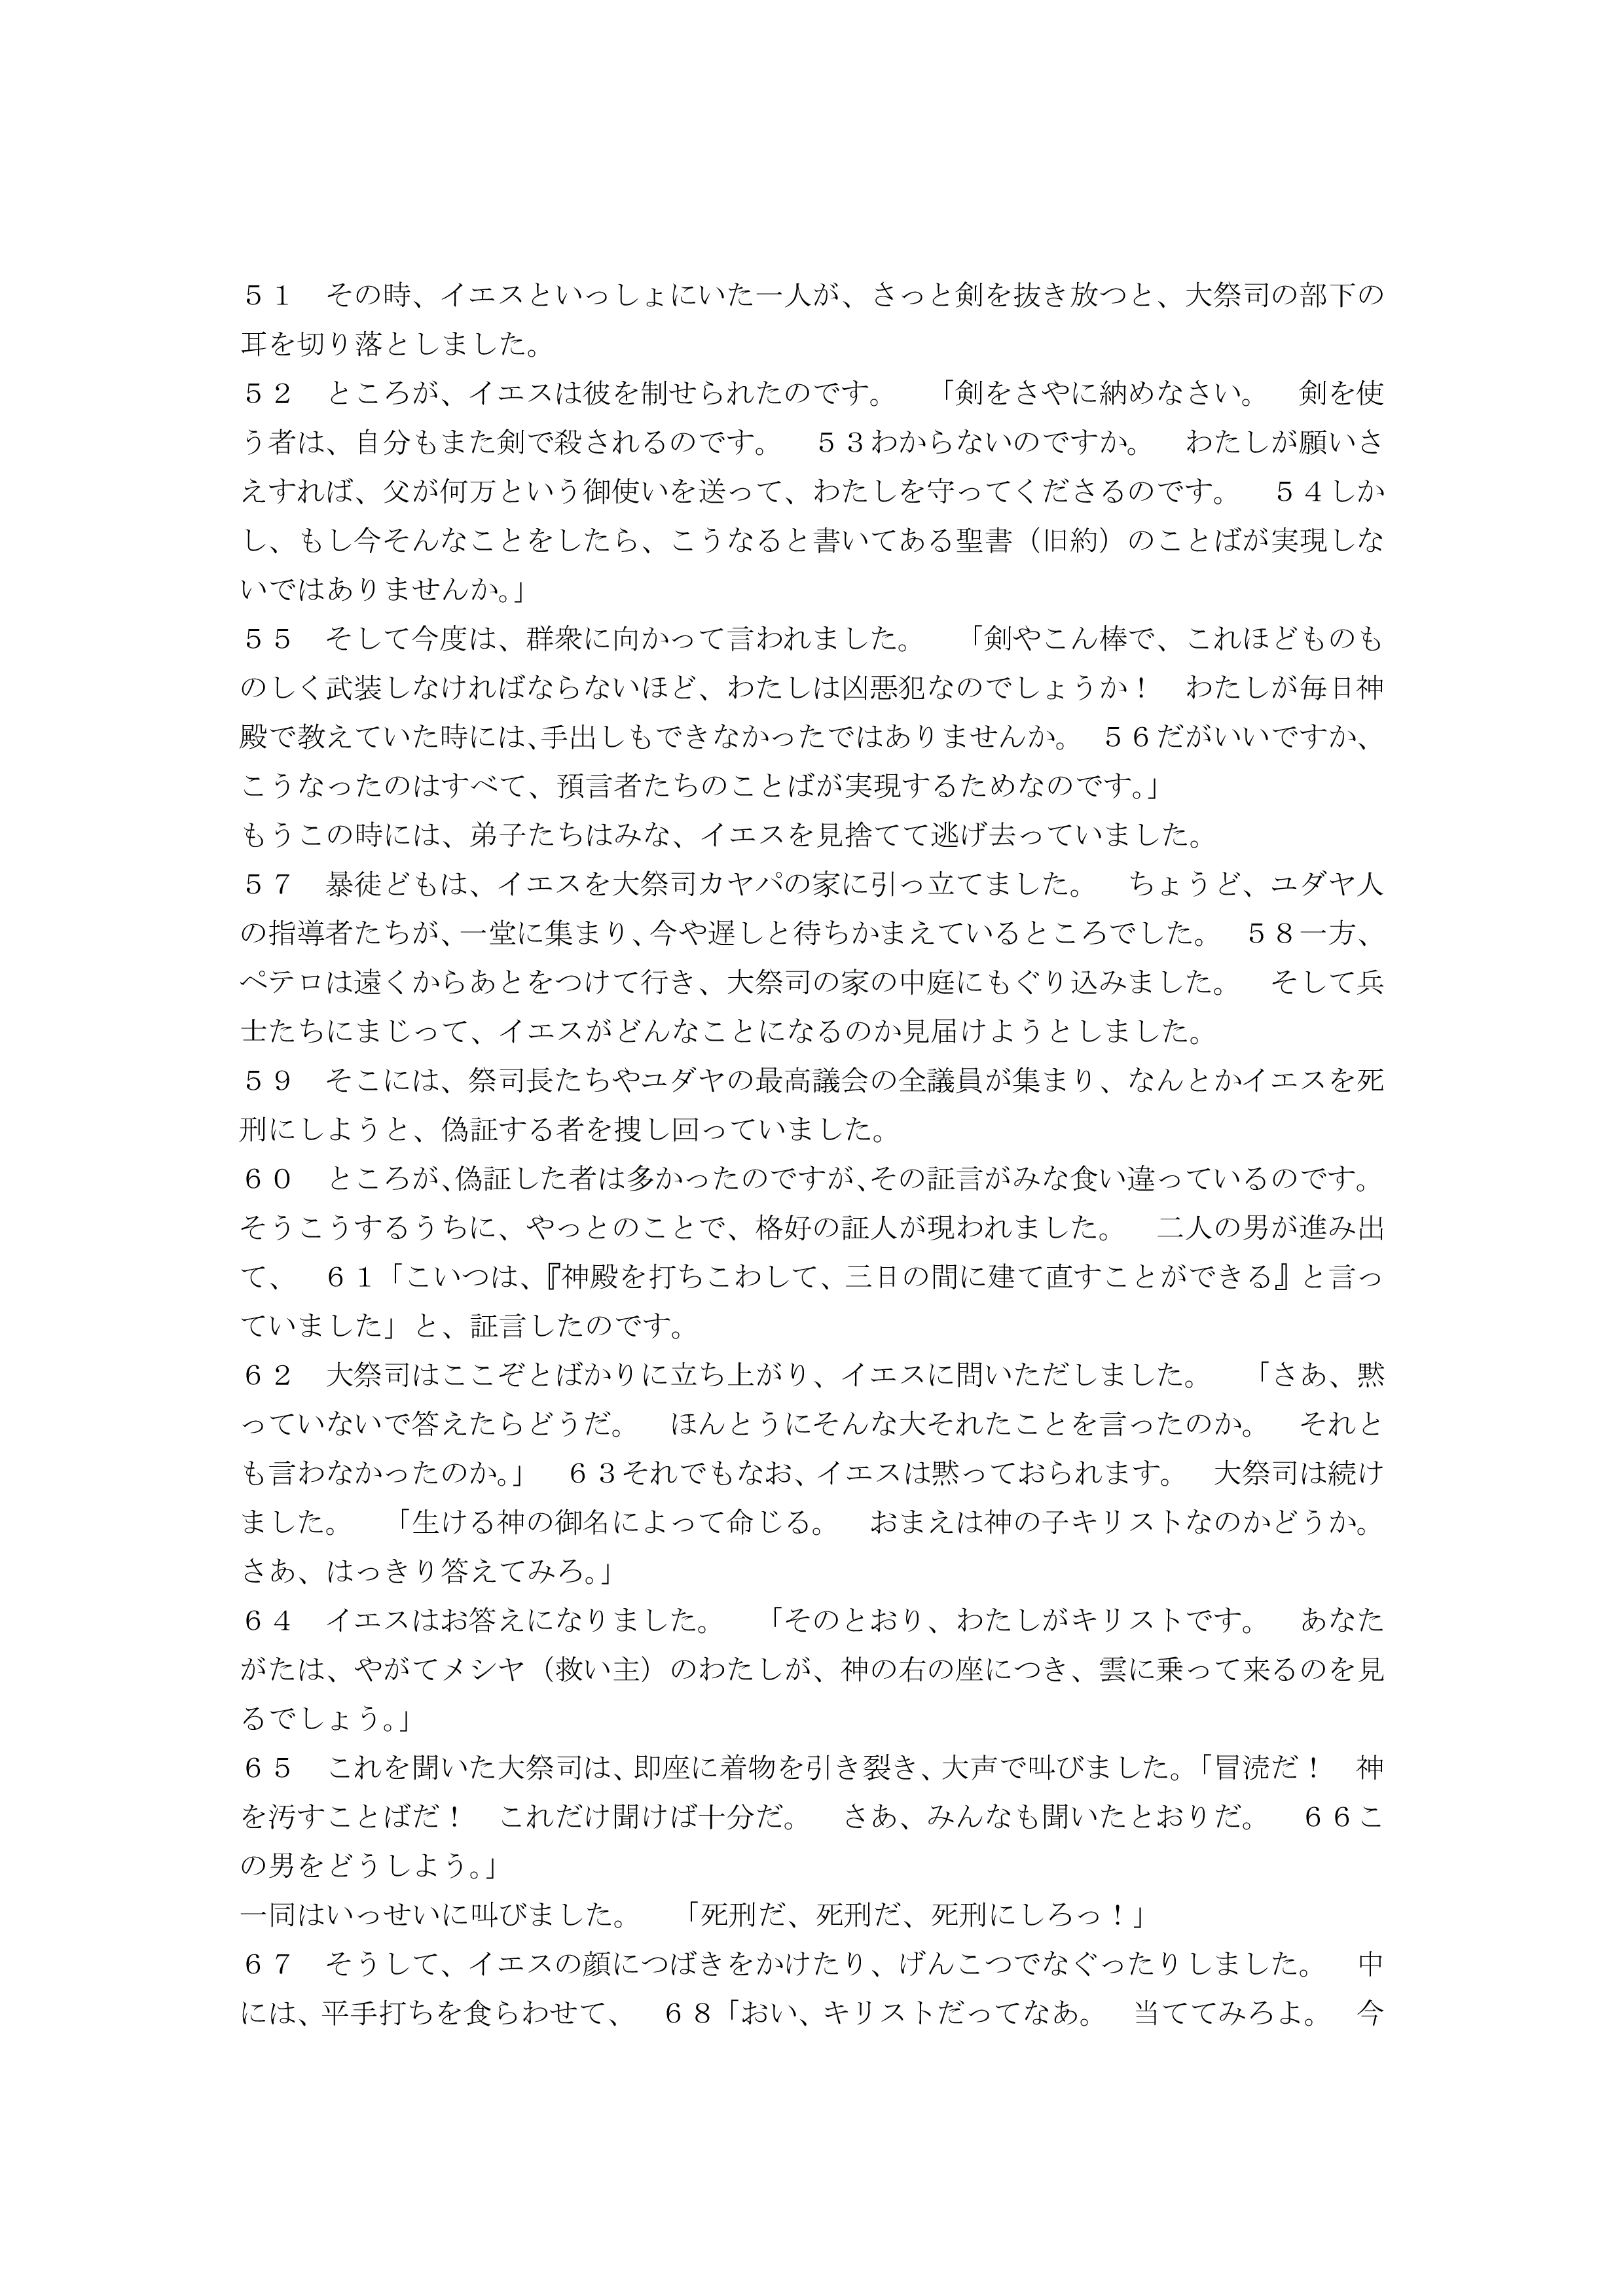 ５１　その時、イエスといっしょにいた一人が、さっと剣を抜き放つと、大祭司の部下の
耳を切り落としました。
５２　ところが、イエスは彼を制せられたのです。　「剣をさやに納めなさい。　剣を使
う者は、自分もまた剣で殺されるのです。　５３わからないのですか。　わたしが願いさ
えすれば、父が何万という御使いを送って、わたしを守ってくださるのです。　５４しか
し、もし今そんなことをしたら、こうなると書いてある聖書（旧約）のことばが実現しな
いではありませんか。」
５５　そして今度は、群衆に向かって言われました。　「剣やこん棒で、これほどものも
のしく武装しなければならないほど、わたしは凶悪犯なのでしょうか！　わたしが毎日神
殿で教えていた時には、手出しもできなかったではありませんか。　５６だがいいですか、
こうなったのはすべて、預言者たちのことばが実現するためなのです。」
もうこの時には、弟子たちはみな、イエスを見捨てて逃げ去っていました。
５７　暴徒どもは、イエスを大祭司カヤパの家に引っ立てました。　ちょうど、ユダヤ人
の指導者たちが、一堂に集まり、今や遅しと待ちかまえているところでした。　５８一方、
ペテロは遠くからあとをつけて行き、大祭司の家の中庭にもぐり込みました。　そして兵
士たちにまじって、イエスがどんなことになるのか見届けようとしました。
５９　そこには、祭司長たちやユダヤの最高議会の全議員が集まり、なんとかイエスを死
刑にしようと、偽証する者を捜し回っていました。
６０　ところが、偽証した者は多かったのですが、その証言がみな食い違っているのです。
そうこうするうちに、やっとのことで、格好の証人が現われました。　二人の男が進み出
て、　６１「こいつは、『神殿を打ちこわして、三日の間に建て直すことができる』と言っ
ていました」と、証言したのです。
６２　大祭司はここぞとばかりに立ち上がり、イエスに問いただしました。　「さあ、黙
っていないで答えたらどうだ。　ほんとうにそんな大それたことを言ったのか。　それと
も言わなかったのか。」　６３それでもなお、イエスは黙っておられます。　大祭司は続け
ました。　「生ける神の御名によって命じる。　おまえは神の子キリストなのかどうか。
さあ、はっきり答えてみろ。」
６４　イエスはお答えになりました。　「そのとおり、わたしがキリストです。　あなた
がたは、やがてメシヤ（救い主）のわたしが、神の右の座につき、雲に乗って来るのを見
るでしょう。」
６５　これを聞いた大祭司は、即座に着物を引き裂き、大声で叫びました。「冒涜だ！　神
を汚すことばだ！　これだけ聞けば十分だ。　さあ、みんなも聞いたとおりだ。　６６こ
の男をどうしよう。」
一同はいっせいに叫びました。　「死刑だ、死刑だ、死刑にしろっ！」
６７　そうして、イエスの顔につばきをかけたり、げんこつでなぐったりしました。　中
には、平手打ちを食らわせて、　６８「おい、キリストだってなあ。　当ててみろよ。　今